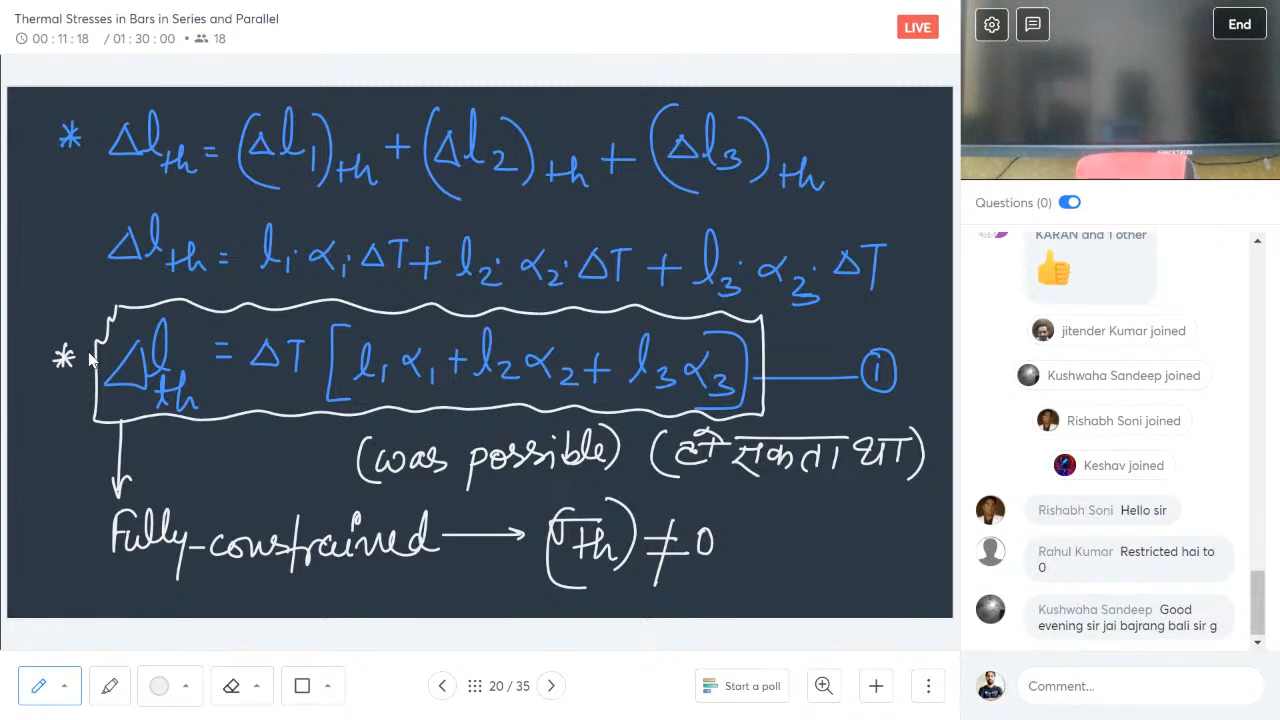 Thermal Stresses in Bars in Series and Parallel
00 : 11 : 18 / 01 : 30 : 00 • 18
LIVE
End
* Δl_th = (Δl₁)_th + (Δl₂)_th + (Δl₃)_th
Δl_th = l₁·α₁·ΔT + l₂·α₂·ΔT + l₃·α₃·ΔT
* Δl_th = ΔT [l₁α₁ + l₂α₂ + l₃α₃] — ①
(was possible) (हो सकता था)
Fully-constrained → (σ_th) ≠ 0
Questions (0)
KARAN and 1 other
jitender Kumar joined
Kushwaha Sandeep joined
Rishabh Soni joined
Keshav joined
Rishabh Soni Hello sir
Rahul Kumar Restricted hai to
0
Kushwaha Sandeep Good
evening sir jai bajrang bali sir g
20 / 35
Start a poll
Comment...